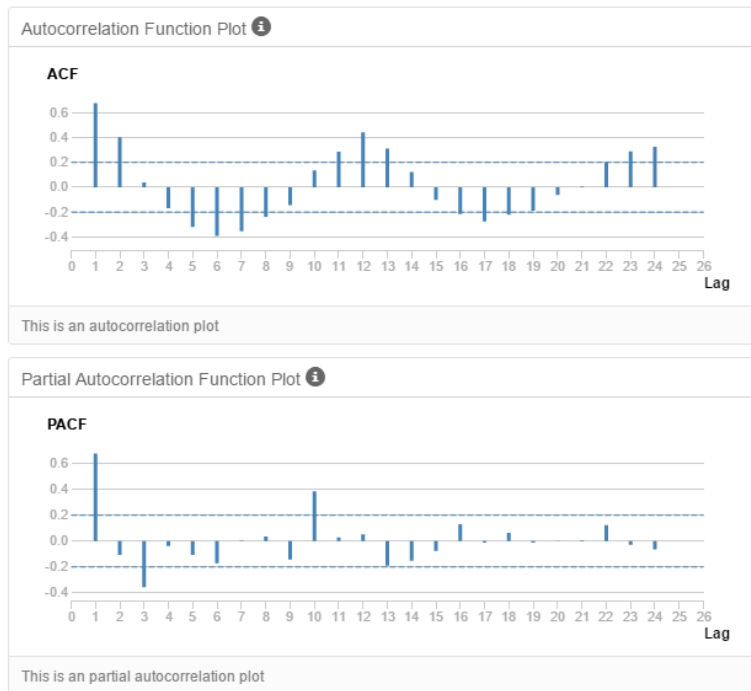 Autocorrelation Function Plot
ACF
0.6
0.4
0.2
0.0
-0.2
-0.4
0 1 2 3 4 5 6 7 8 9 10 11 12 13 14 15 16 17 18 19 20 21 22 23 24 25 26
Lag
This is an autocorrelation plot
Partial Autocorrelation Function Plot
PACF
0.6
0.4
0.2
0.0
-0.2
-0.4
0 1 2 3 4 5 6 7 8 9 10 11 12 13 14 15 16 17 18 19 20 21 22 23 24 25 26
Lag
This is an partial autocorrelation plot